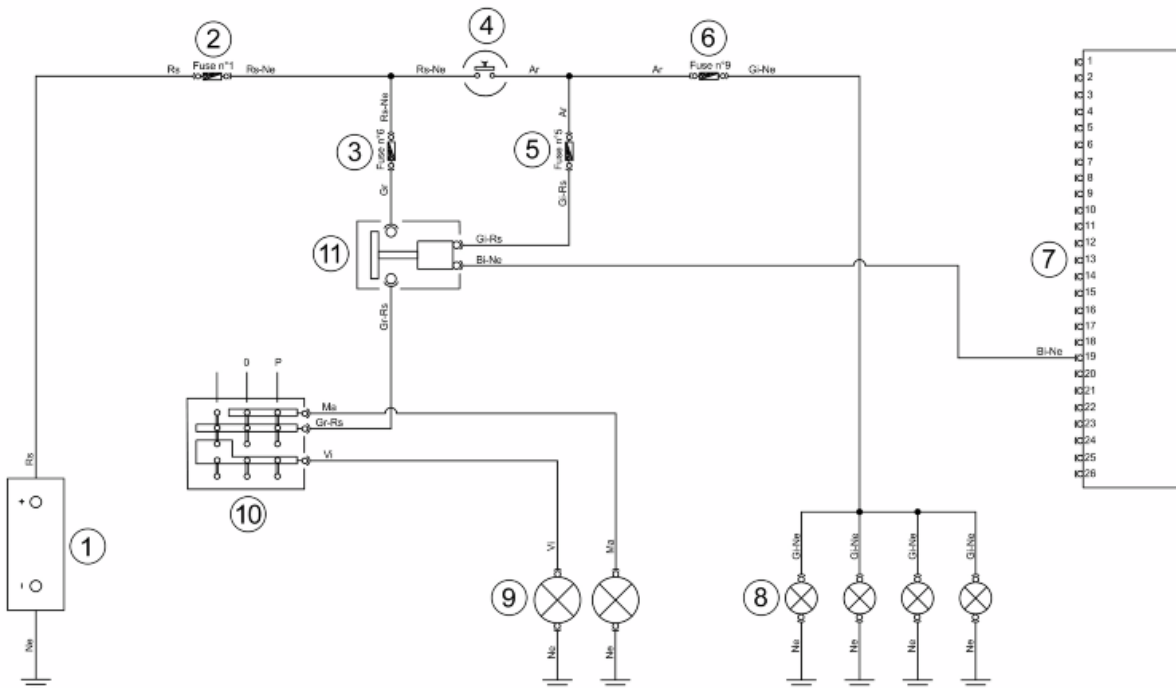 2
4
6
Rs
Fuse n°1
Rs-Ne
Rs-Ne
Ar
Ar
Fuse n°9
Gi-Ne
3
Rs-Ne
Fuse n°6
Gr
5
Ar
Fuse n°5
Gi-Rs
11
Gi-Rs
Bi-Ne
Gr-Rs
7
1
2
3
4
5
6
7
8
9
10
11
12
13
14
15
16
17
18
Bi-Ne
19
20
21
22
23
24
25
26
0 P
Ma
Gr-Rs
Vi
10
Rs
+
-
1
Ne
9
Vi
Ma
Ne
Ne
8
Gi-Ne
Gi-Ne
Gi-Ne
Gi-Ne
Ne
Ne
Ne
Ne